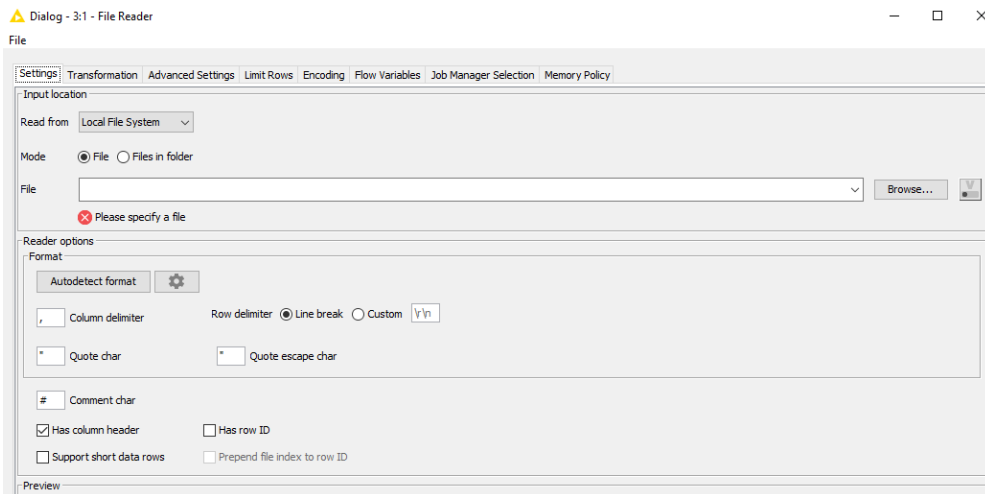 Dialog - 3:1 - File Reader
File
Settings Transformation Advanced Settings Limit Rows Encoding Flow Variables Job Manager Selection Memory Policy
Input location
Read from Local File System
Mode File Files in folder
File Browse... V
Please specify a file
Reader options
Format
Autodetect format
, Column delimiter Row delimiter Line break Custom \r\n
" Quote char " Quote escape char
# Comment char
Has column header Has row ID
Support short data rows Prepend file index to row ID
Preview